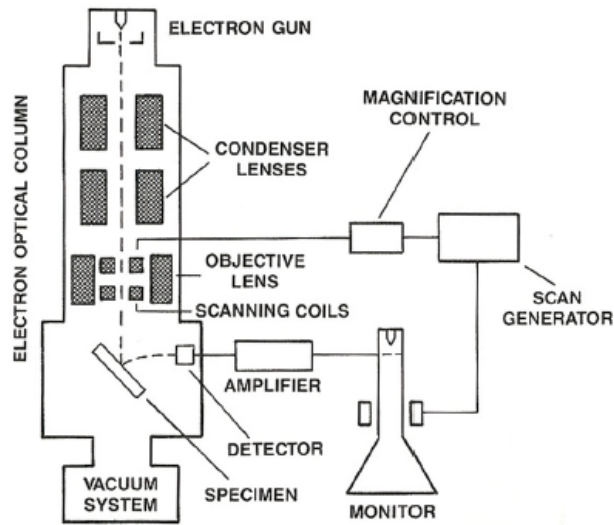 ELECTRON GUN
MAGNIFICATION
CONTROL
CONDENSER
LENSES
ELECTRON OPTICAL COLUMN
OBJECTIVE
LENS
SCANNING COILS
SCAN
GENERATOR
AMPLIFIER
DETECTOR
VACUUM
SYSTEM
SPECIMEN
MONITOR